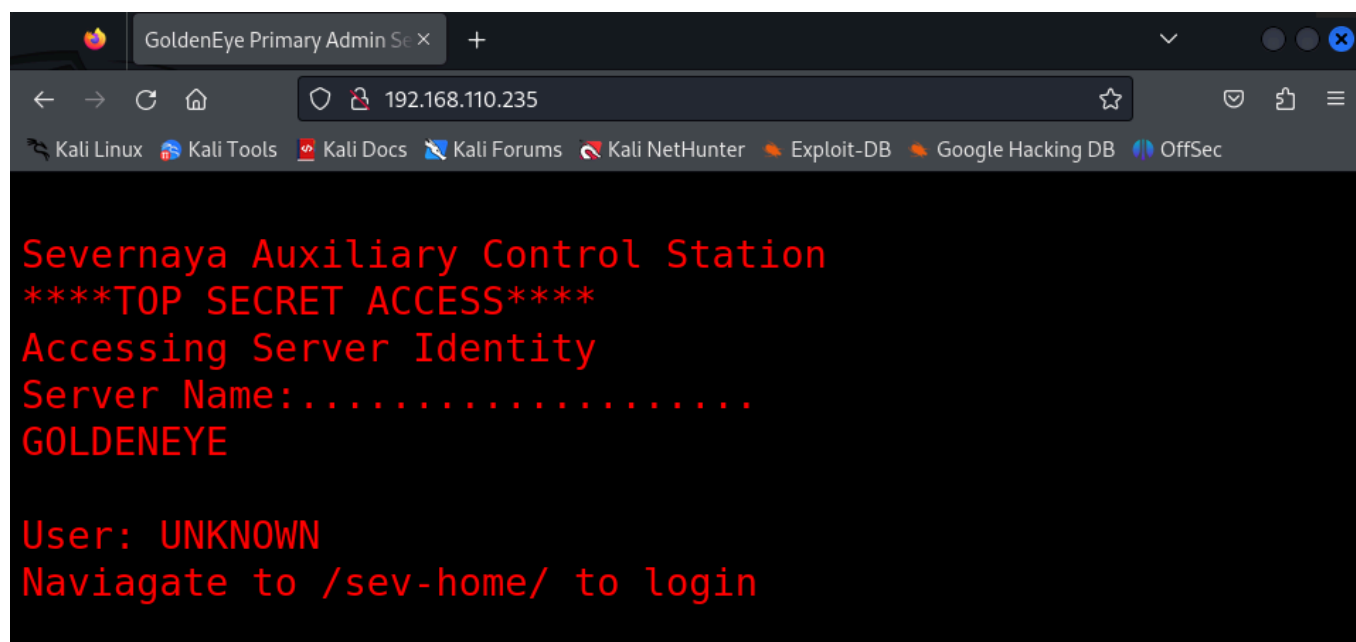 GoldenEye Primary Admin Se
192.168.110.235
Kali Linux Kali Tools Kali Docs Kali Forums Kali NetHunter Exploit-DB Google Hacking DB OffSec
Severnaya Auxiliary Control Station
****TOP SECRET ACCESS****
Accessing Server Identity
Server Name:....................
GOLDENEYE
User: UNKNOWN
Naviagate to /sev-home/ to login